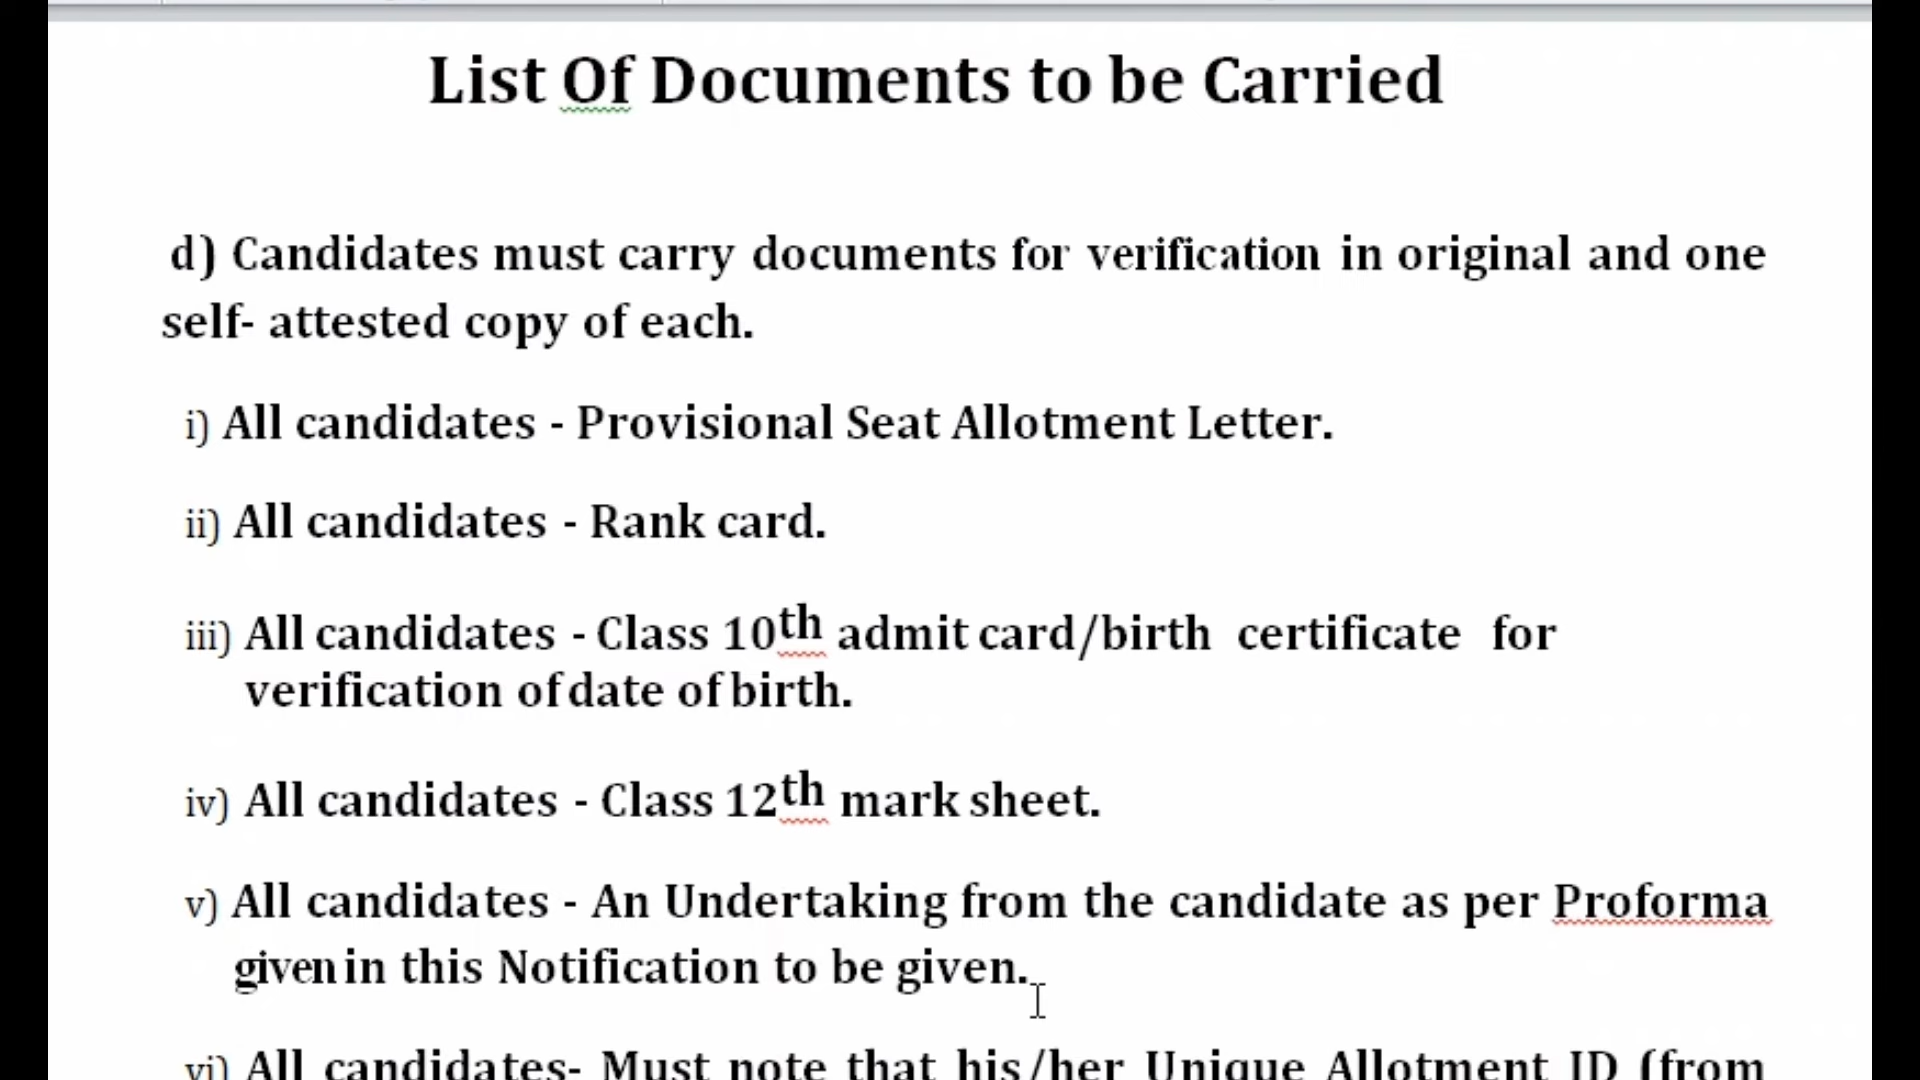 List Of Documents to be Carried
d) Candidates must carry documents for verification in original and one
self- attested copy of each.
i) All candidates - Provisional Seat Allotment Letter.
ii) All candidates - Rank card.
iii) All candidates - Class 10th admit card/birth certificate for
verification of date of birth.
iv) All candidates - Class 12th mark sheet.
v) All candidates - An Undertaking from the candidate as per Proforma
given in this Notification to be given.
vi) All candidates- Must note that his/her Unique Allotment ID (from